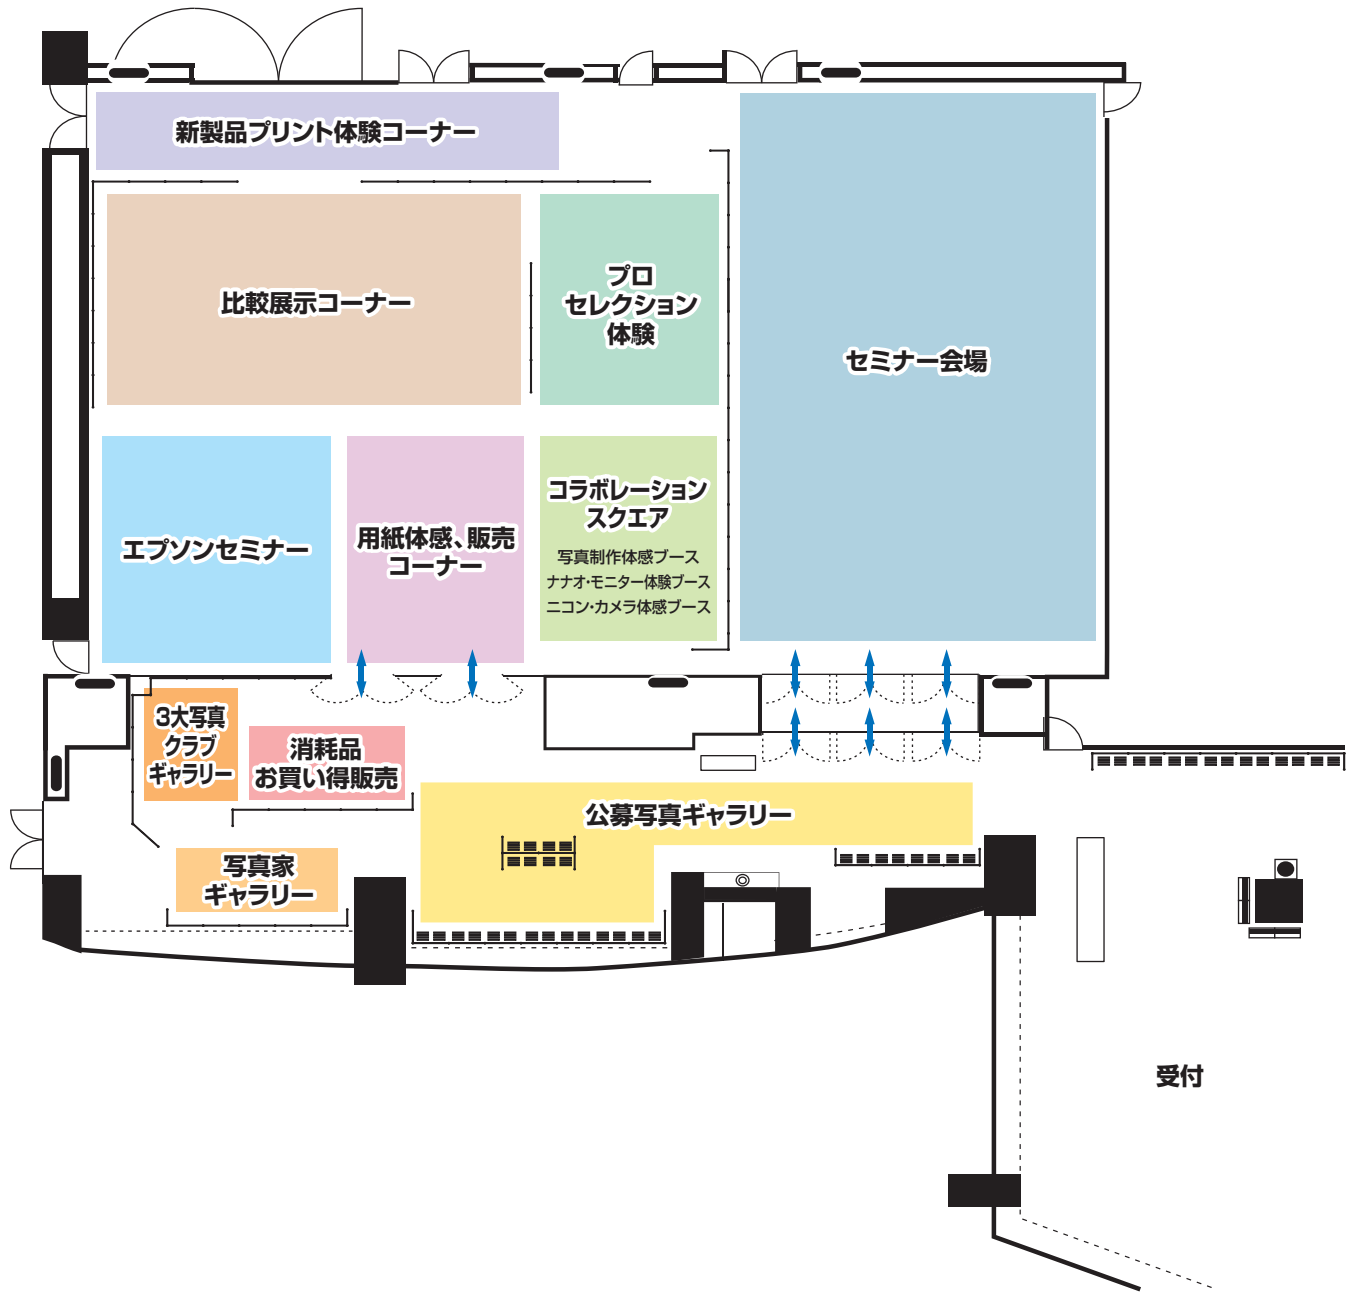 新製品プリント体験コーナー
比較展示コーナー
プロ
セレクション
体験
セミナー会場
エプソンセミナー
用紙体感、販売
コーナー
コラボレーション
スクエア
写真制作体感ブース
ナナオ・モニター体験ブース
ニコン・カメラ体感ブース
3大写真
クラブ
ギャラリー
消耗品
お買い得販売
公募写真ギャラリー
写真家
ギャラリー
受付